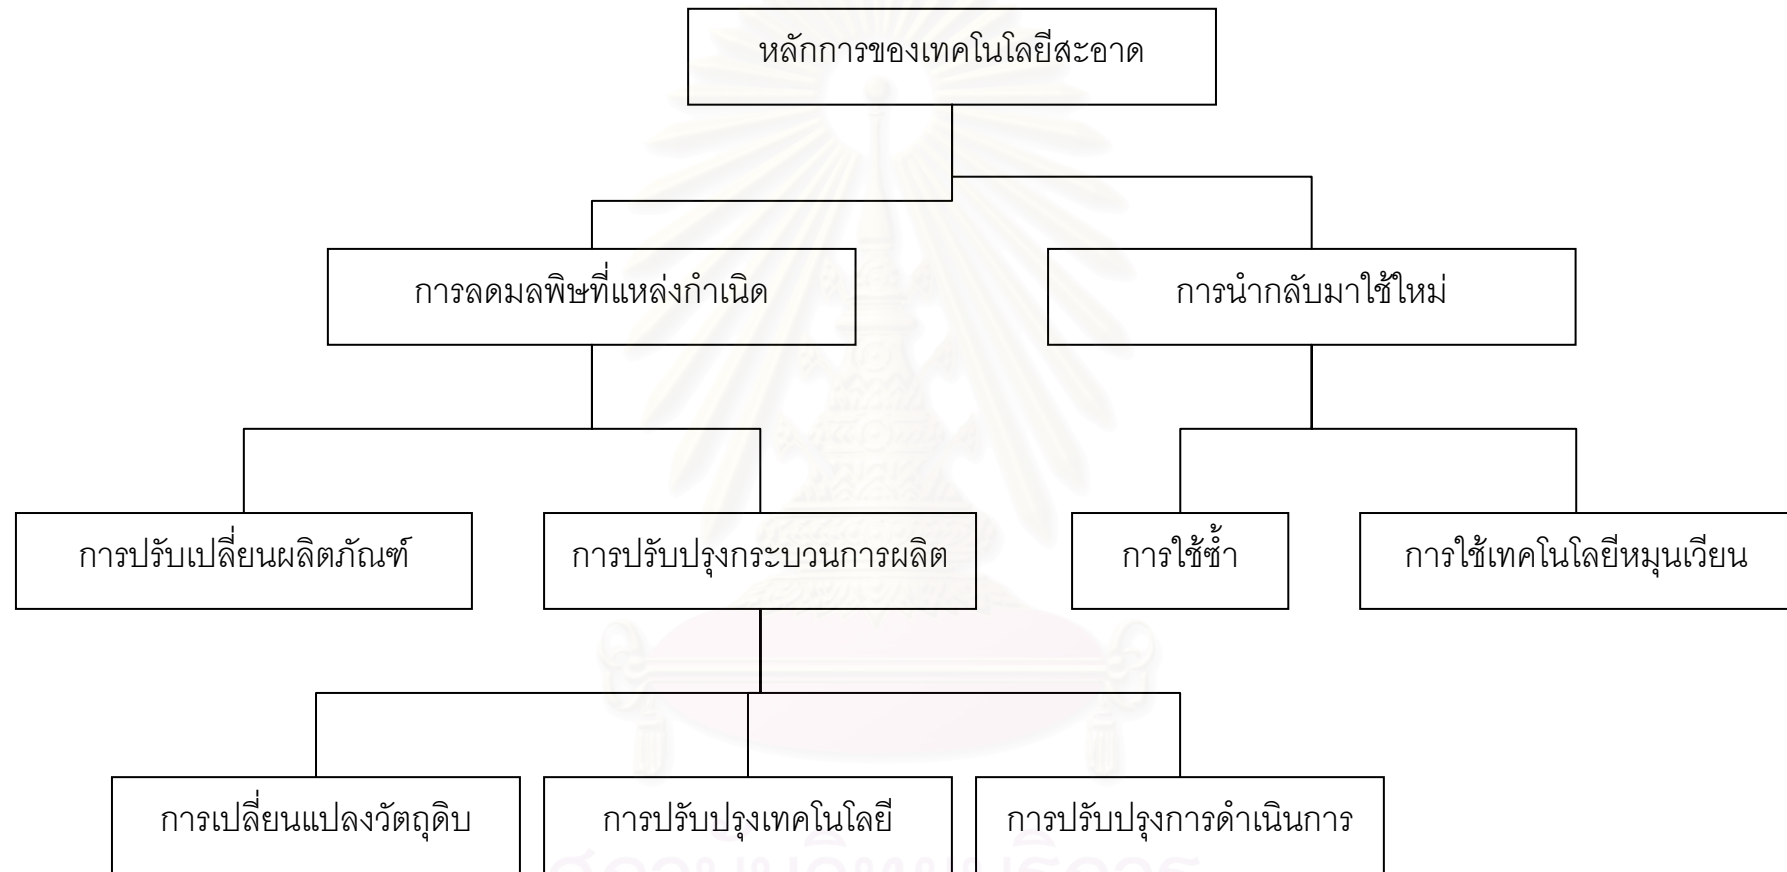 หลักการของเทคโนโลยีสะอาด
การลดมลพิษที่แหล่งกำเนิด
การนำกลับมาใช้ใหม่
การปรับเปลี่ยนผลิตภัณฑ์
การปรับปรุงกระบวนการผลิต
การใช้ซ้ำ
การใช้เทคโนโลยีหมุนเวียน
การเปลี่ยนแปลงวัตถุดิบ
การปรับปรุงเทคโนโลยี
การปรับปรุงการดำเนินการ